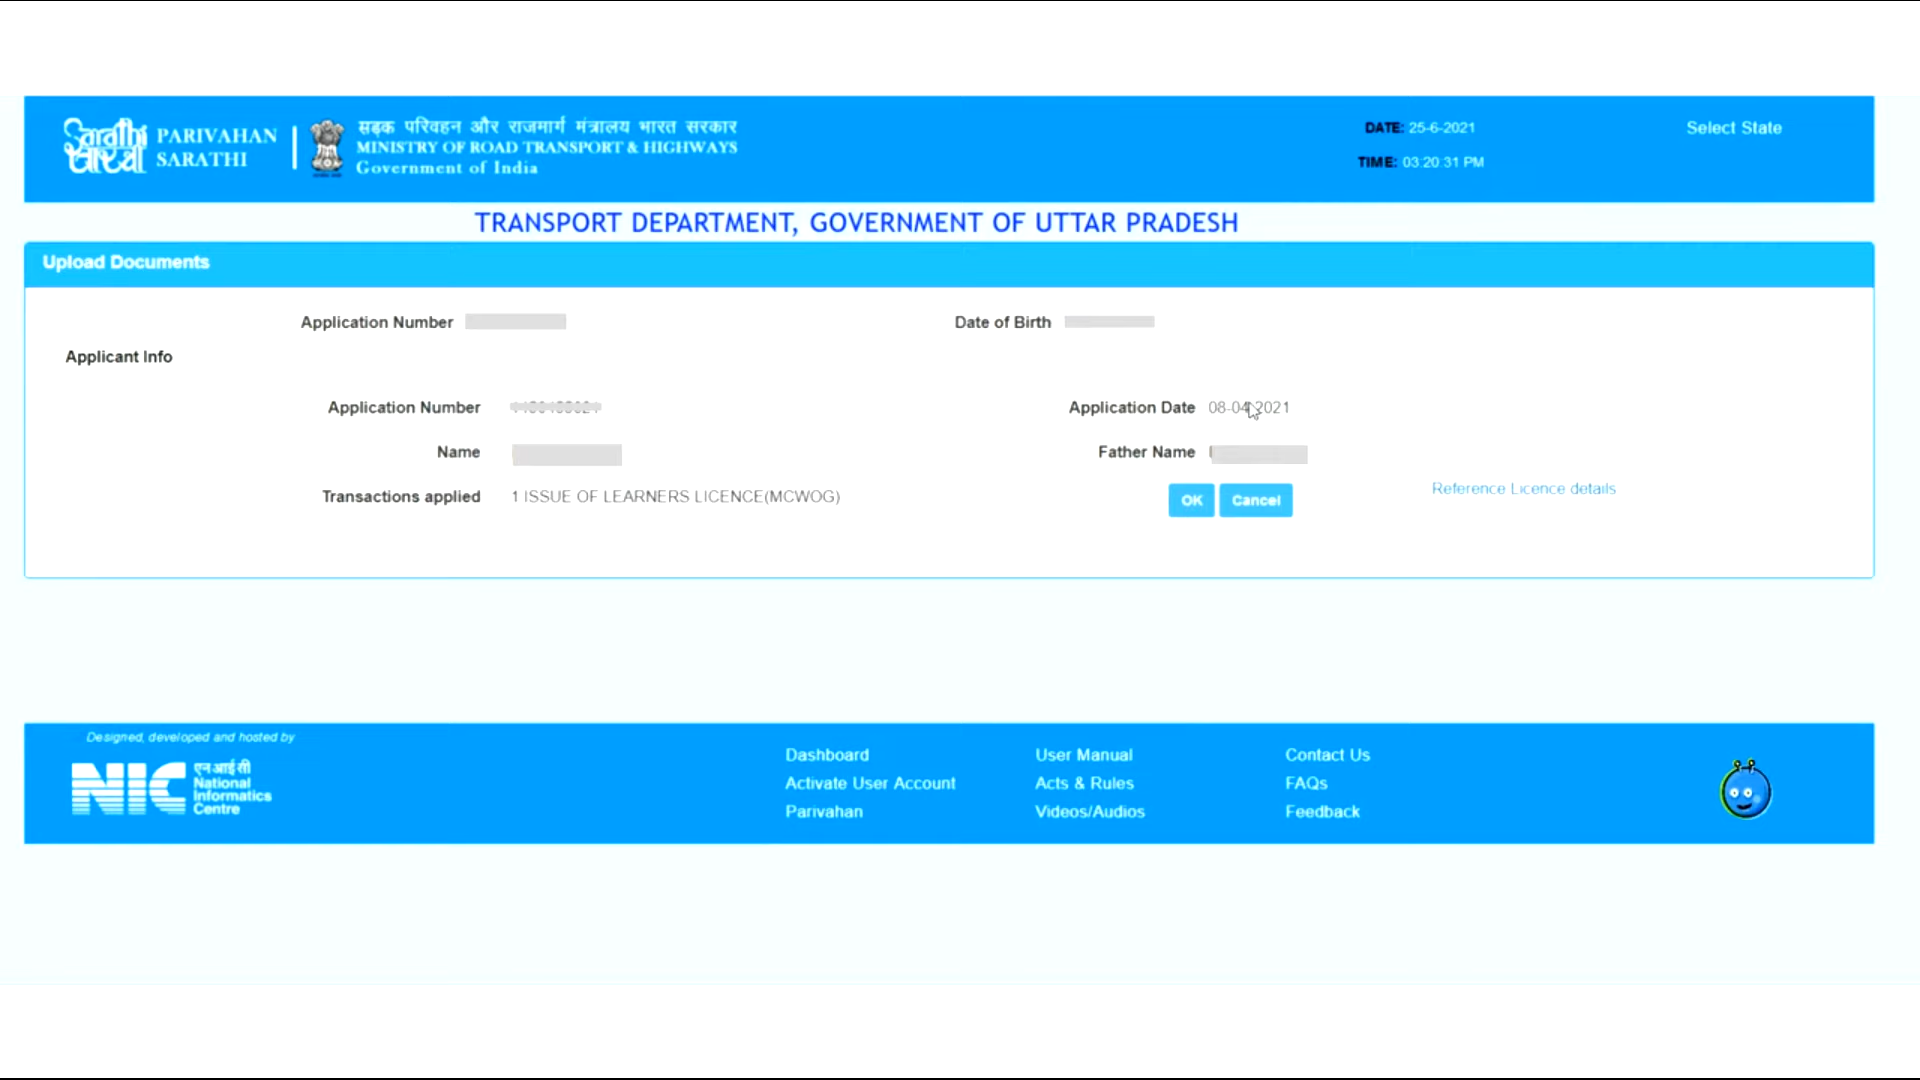 Sarathi
सारथी
PARIVAHAN
SARATHI
सड़क परिवहन और राजमार्ग मंत्रालय भारत सरकार
MINISTRY OF ROAD TRANSPORT & HIGHWAYS
Government of India
DATE: 25-6-2021
TIME: 03:20:31 PM
Select State
TRANSPORT DEPARTMENT, GOVERNMENT OF UTTAR PRADESH
Upload Documents
Application Number
Date of Birth
Applicant Info
Application Number
Application Date 08-04-2021
Name
Father Name
Transactions applied 1 ISSUE OF LEARNERS LICENCE(MCWOG)
OK
Cancel
Reference Licence details
Designed, developed and hosted by
NIC
एन आई सी
National
Informatics
Centre
Dashboard
User Manual
Contact Us
Activate User Account
Acts & Rules
FAQs
Parivahan
Videos/Audios
Feedback